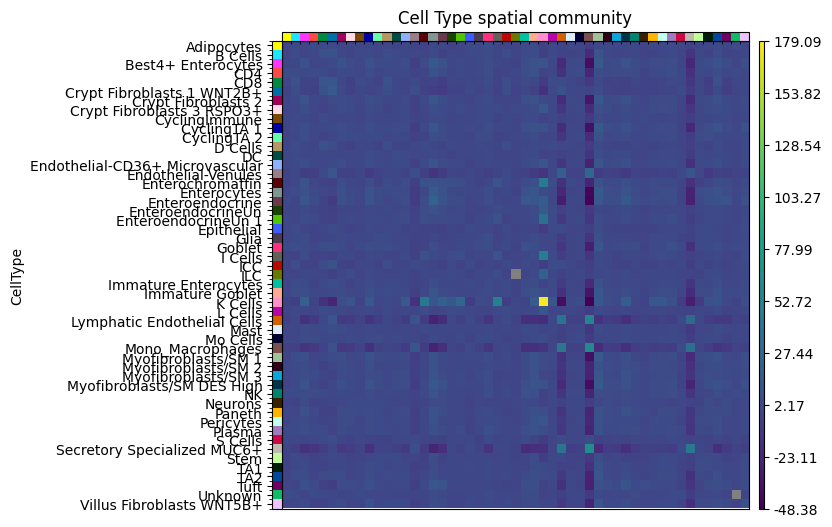 Cell Type spatial community
Adipocytes
B Cells
Best4+ Enterocytes
CD4
CD8
Crypt Fibroblasts 1 WNT2B+
Crypt Fibroblasts 2
Crypt Fibroblasts 3 RSPO3+
CyclingImmune
CyclingTA 1
CyclingTA 2
D Cells
DC
Endothelial-CD36+ Microvascular
Endothelial-Venules
Enterochromaffin
Enterocytes
Enteroendocrine
EnteroendocrineUn
EnteroendocrineUn 1
Epithelial
Glia
Goblet
I Cells
ICC
ILC
Immature Enterocytes
Immature Goblet
K Cells
L Cells
Lymphatic Endothelial Cells
Mast
Mo Cells
Mono_Macrophages
Myofibroblasts/SM 1
Myofibroblasts/SM 2
Myofibroblasts/SM 3
Myofibroblasts/SM DES High
NK
Neurons
Paneth
Pericytes
Plasma
S Cells
Secretory Specialized MUC6+
Stem
TA1
TA2
Tuft
Unknown
Villus Fibroblasts WNT5B+
CellType
179.09
153.82
128.54
103.27
77.99
52.72
27.44
2.17
-23.11
-48.38